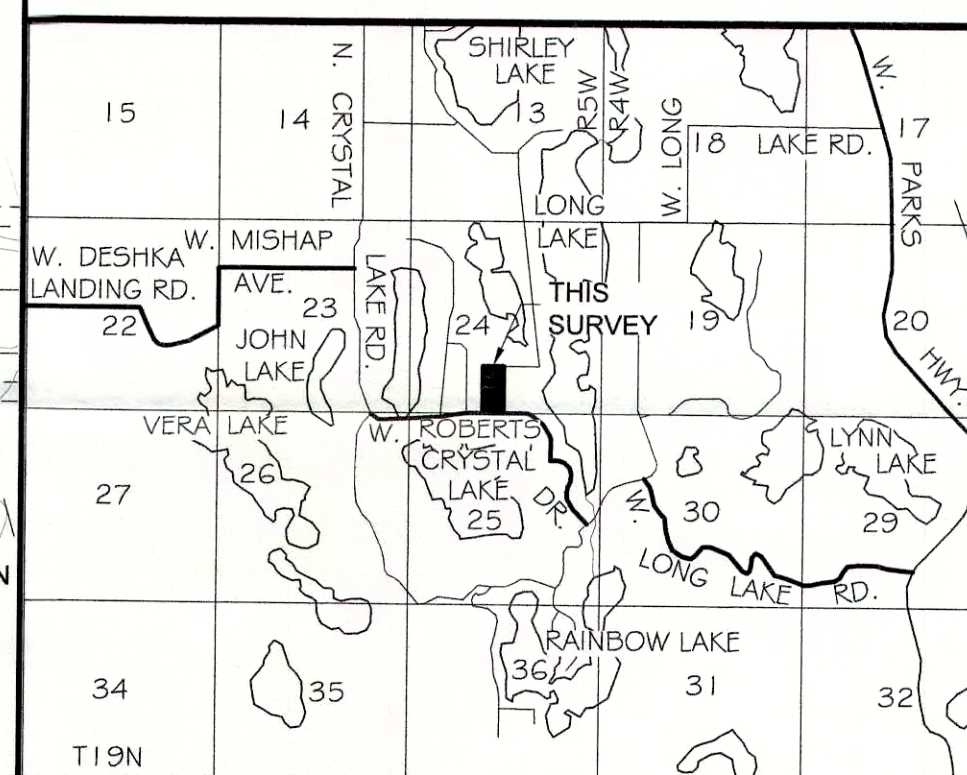 SHIRLEY
LAKE
15
14
13
N. CRYSTAL
LAKE RD.
R5W
R4W
W. LONG
18 LAKE RD.
17
W. PARKS
HWY.
LONG
LAKE
W. DESHKA
LANDING RD.
W. MISHAP
AVE.
22
23
24
THIS
SURVEY
19
20
JOHN
LAKE
VERA LAKE
W. ROBERTS
DR.
CRYSTAL
LAKE
25
26
27
LYNN
LAKE
30
29
W.
LONG LAKE RD.
N
RAINBOW LAKE
36
34
35
31
32
T19N